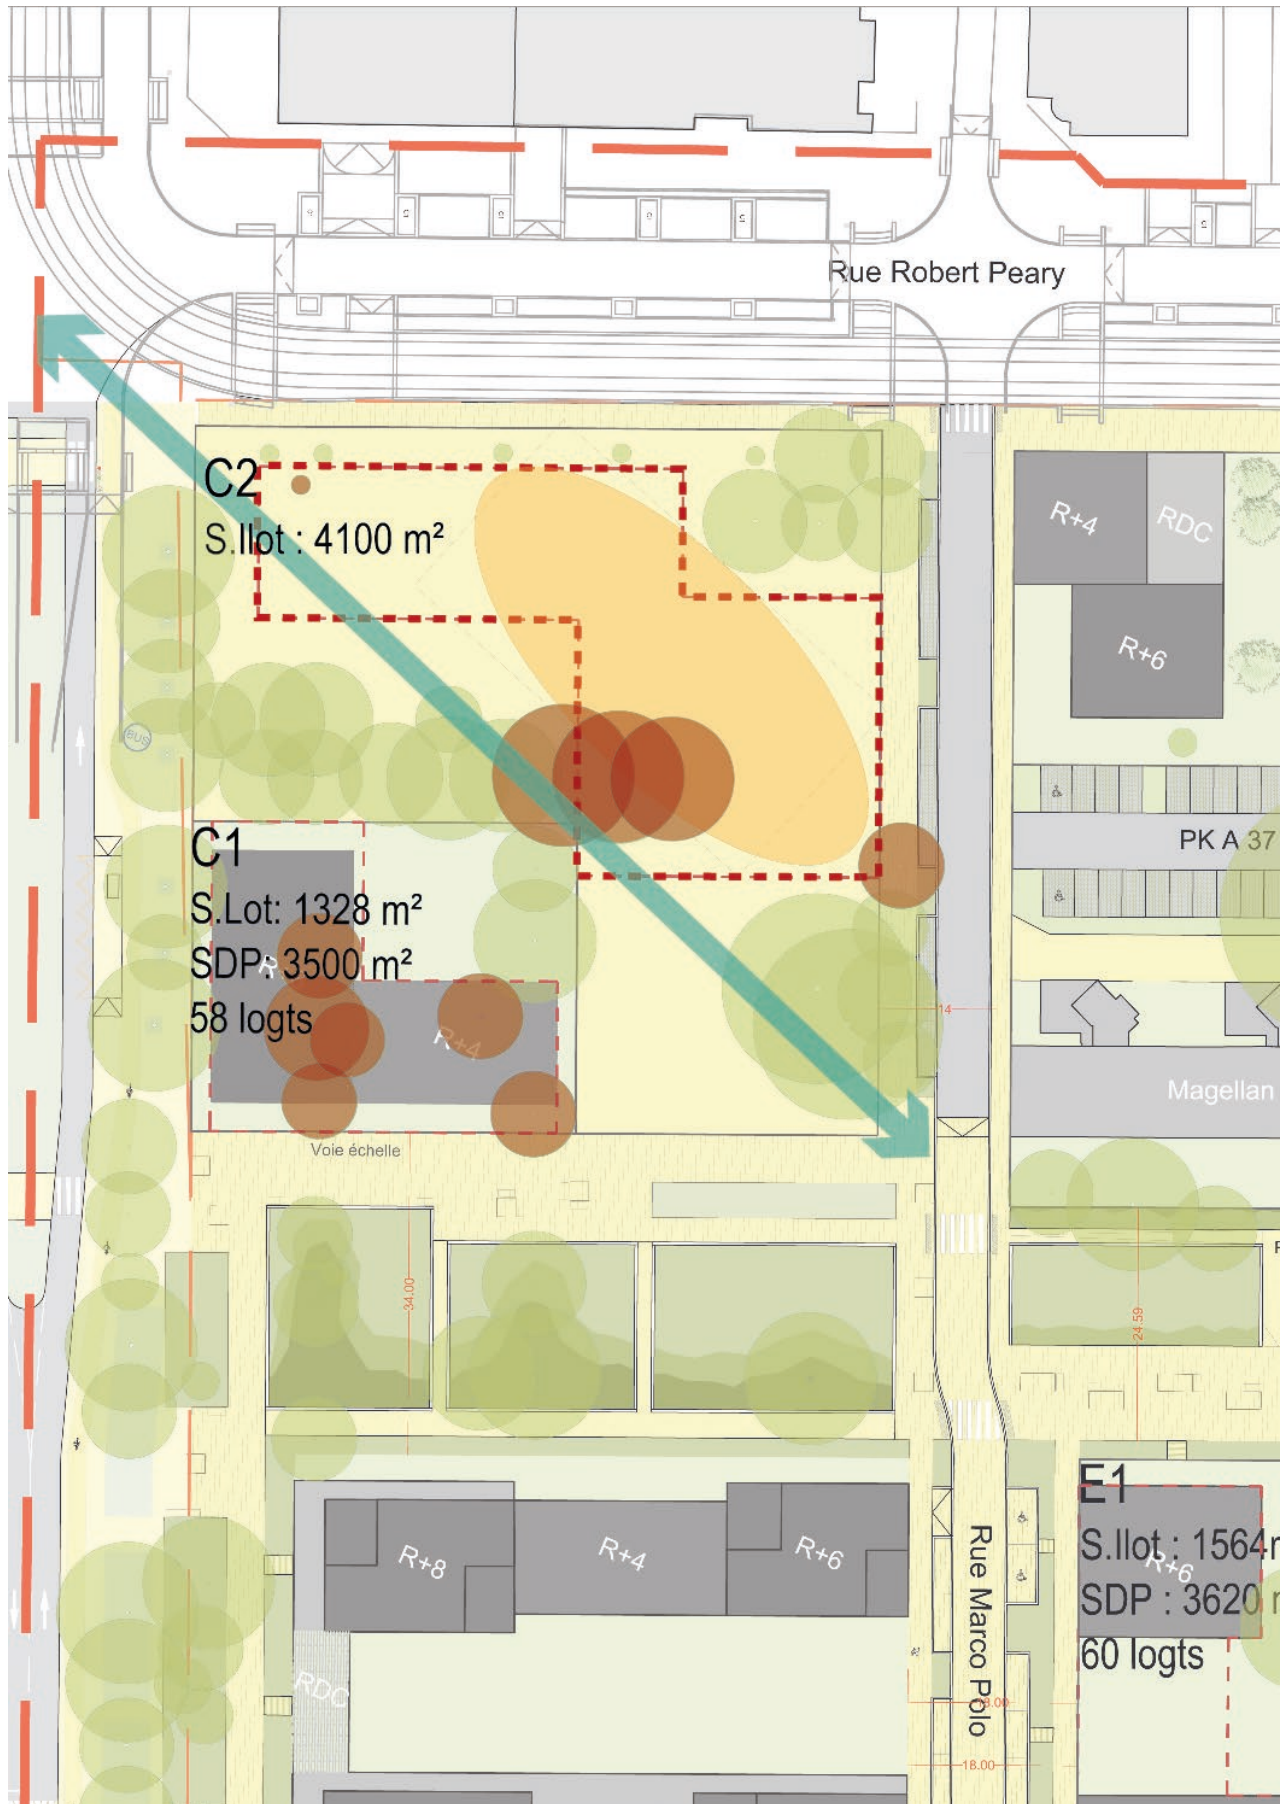 Rue Robert Peary
C2
S.Ilot : 4100 m²
R+4
RDC
R+6
BUS
PK A 37
C1
S.Lot: 1328 m²
SDP: 3500 m²
58 logts
R+4
14
Magellan
Voie échelle
34.00
24.59
R+8
R+4
R+6
RDC
Rue Marco Polo
18.00
18.00
E1
S.Ilot : 1564m
R+6
SDP : 3620
60 logts